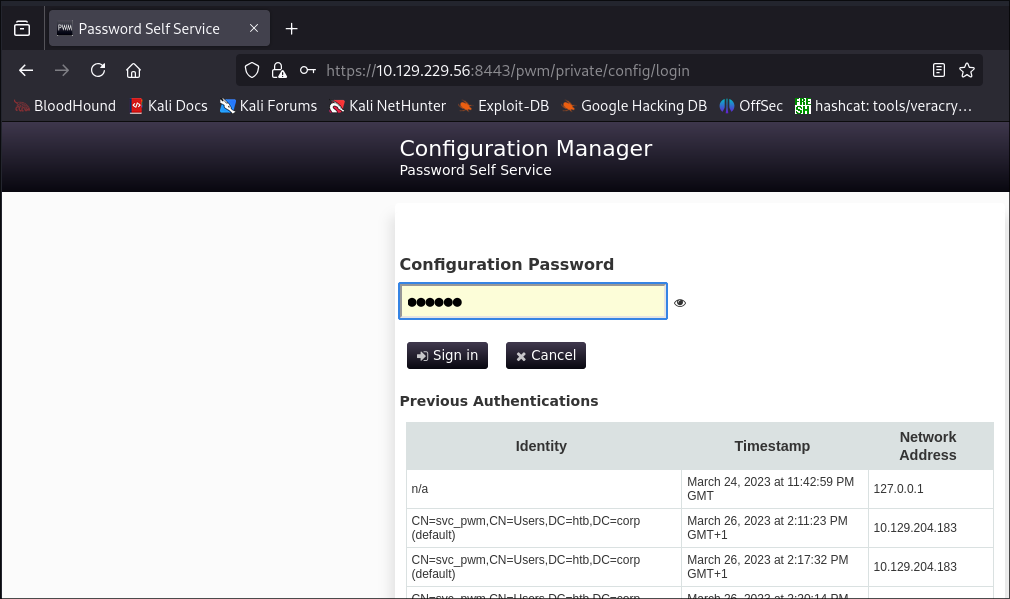 PWM Password Self Service
https://10.129.229.56:8443/pwm/private/config/login
BloodHound Kali Docs Kali Forums Kali NetHunter Exploit-DB Google Hacking DB OffSec hashcat: tools/veracry…
Configuration Manager
Password Self Service
Configuration Password
Sign in Cancel
Previous Authentications
Identity Timestamp Network Address
n/a March 24, 2023 at 11:42:59 PM GMT 127.0.0.1
CN=svc_pwm,CN=Users,DC=htb,DC=corp (default) March 26, 2023 at 2:11:23 PM GMT+1 10.129.204.183
CN=svc_pwm,CN=Users,DC=htb,DC=corp (default) March 26, 2023 at 2:17:32 PM GMT+1 10.129.204.183